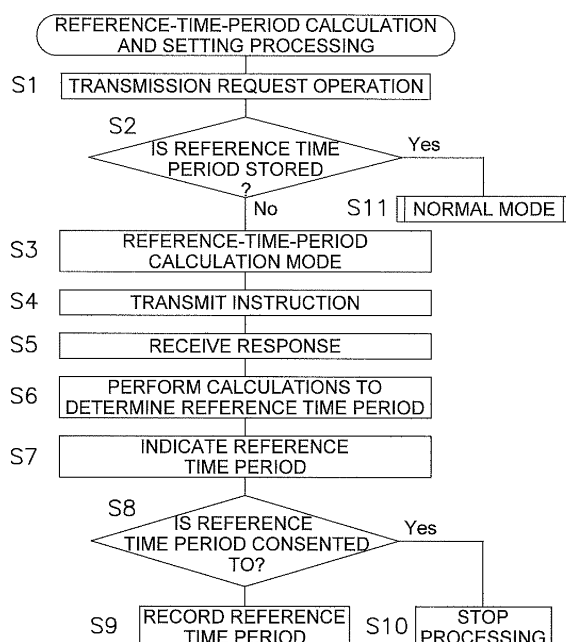 REFERENCE-TIME-PERIOD CALCULATION
AND SETTING PROCESSING
S1
TRANSMISSION REQUEST OPERATION
S2
IS REFERENCE TIME
PERIOD STORED
?
Yes
No
S11
NORMAL MODE
S3
REFERENCE-TIME-PERIOD
CALCULATION MODE
S4
TRANSMIT INSTRUCTION
S5
RECEIVE RESPONSE
S6
PERFORM CALCULATIONS TO
DETERMINE REFERENCE TIME PERIOD
S7
INDICATE REFERENCE
TIME PERIOD
S8
IS REFERENCE
TIME PERIOD CONSENTED
TO?
Yes
S9
RECORD REFERENCE
TIME PERIOD
S10
STOP
PROCESSING